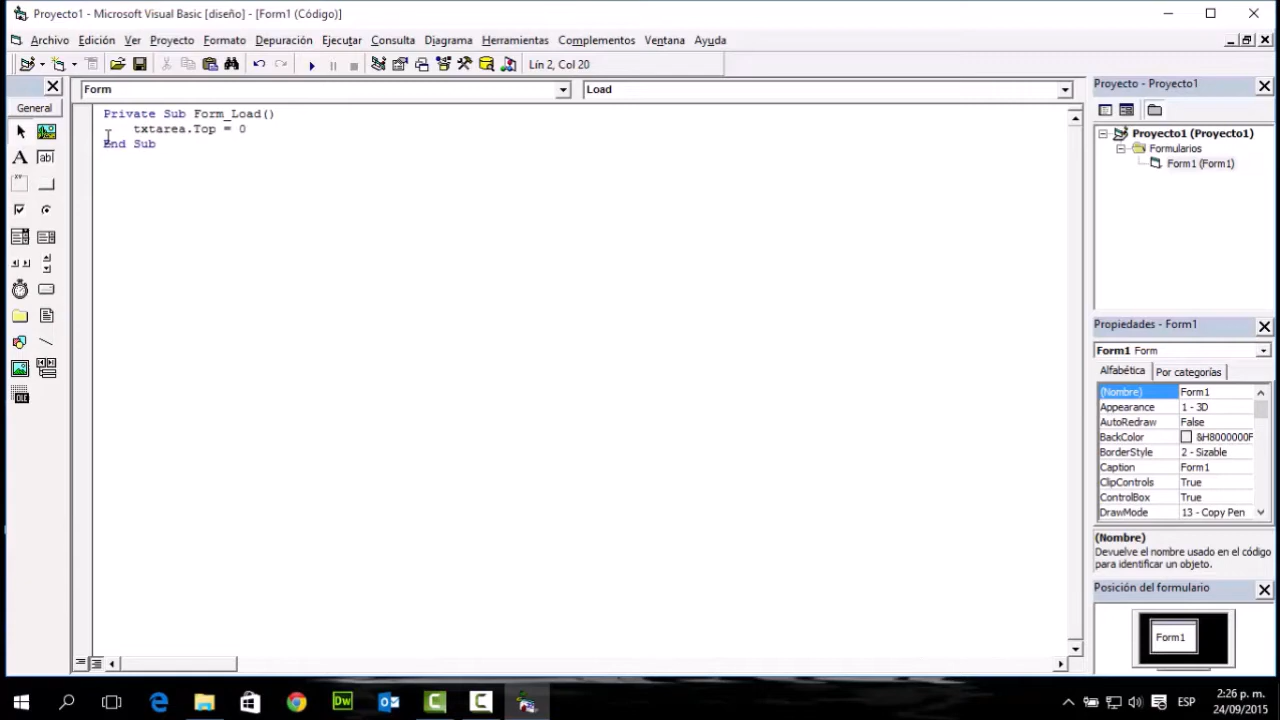 Proyecto1 - Microsoft Visual Basic [diseño] - [Form1 (Código)]
Archivo Edición Ver Proyecto Formato Depuración Ejecutar Consulta Diagrama Herramientas Complementos Ventana Ayuda
Lín 2, Col 20
General
Form
Load
Private Sub Form_Load()
txtarea.Top = 0
End Sub
Proyecto - Proyecto1
Proyecto1 (Proyecto1)
Formularios
Form1 (Form1)
Propiedades - Form1
Form1 Form
Alfabética Por categorías
(Nombre) Form1
Appearance 1 - 3D
AutoRedraw False
BackColor &H8000000F
BorderStyle 2 - Sizable
Caption Form1
ClipControls True
ControlBox True
DrawMode 13 - Copy Pen
(Nombre)
Devuelve el nombre usado en el código
para identificar un objeto.
Posición del formulario
Form1
ab|
XY
OLE
Dw
ESP
2:26 p. m.
24/09/2015